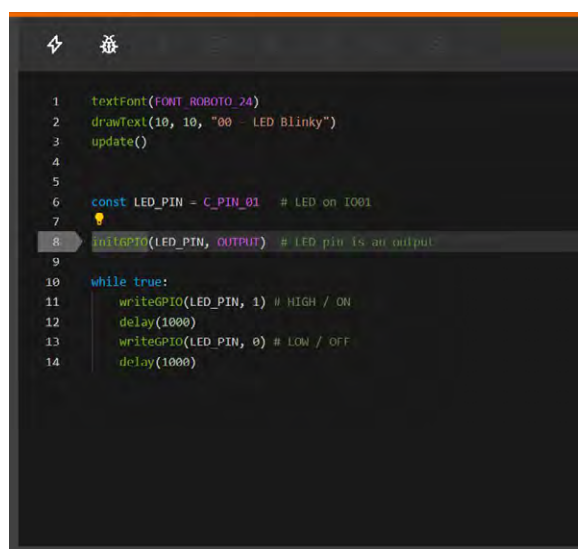 1 textFont(FONT_ROBOTO_24)
2 drawText(10, 10, "00 - LED Blinky")
3 update()
4
5
6 const LED_PIN = C_PIN_01 # LED on IO01
7
8 initGPIO(LED_PIN, OUTPUT) # LED pin is an output
9
10 while true:
11 writeGPIO(LED_PIN, 1) # HIGH / ON
12 delay(1000)
13 writeGPIO(LED_PIN, 0) # LOW / OFF
14 delay(1000)